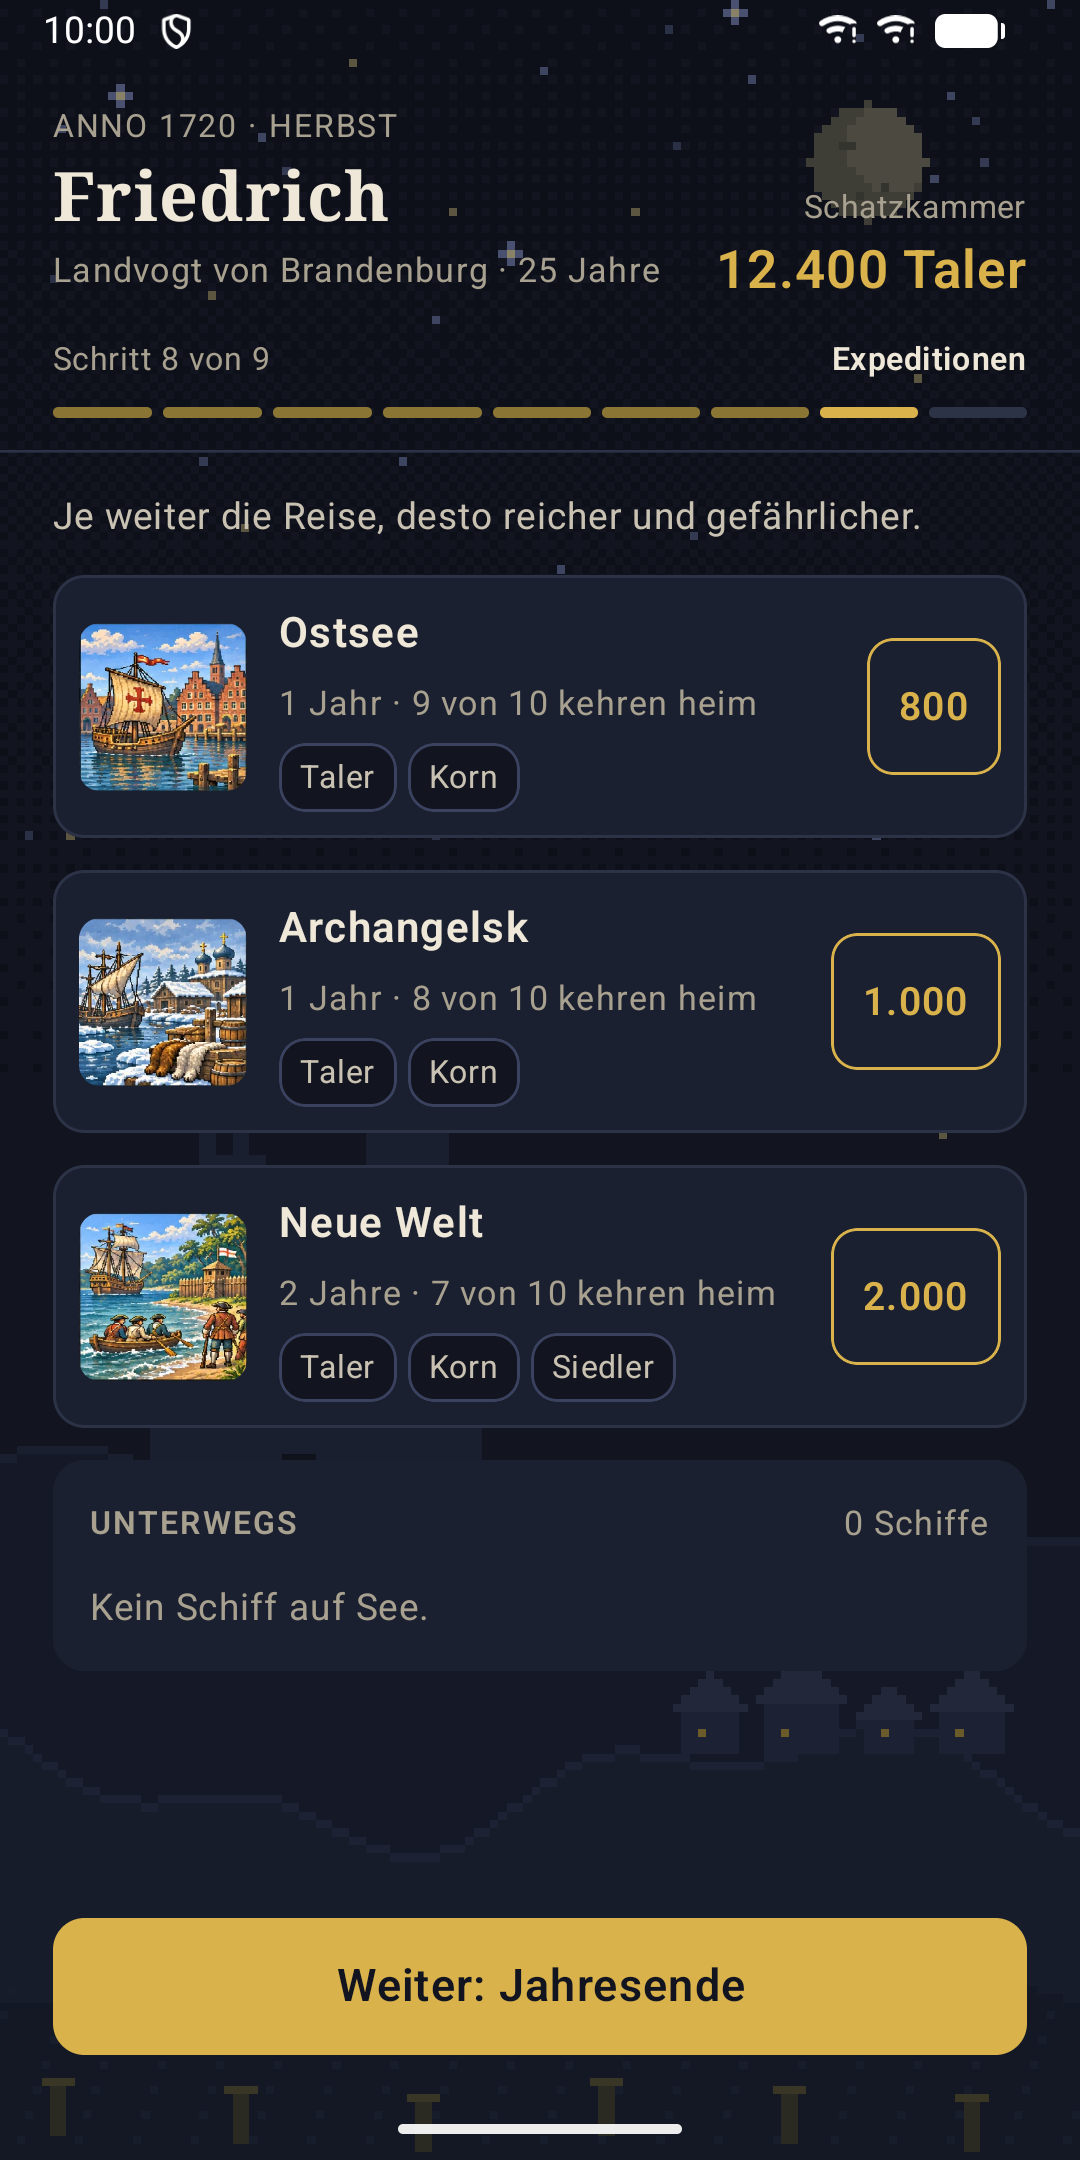 10:00
ANNO 1720 · HERBST
Friedrich
Schatzkammer
Landvogt von Brandenburg · 25 Jahre
12.400 Taler
Schritt 8 von 9
Expeditionen
Je weiter die Reise, desto reicher und gefährlicher.
Ostsee
1 Jahr · 9 von 10 kehren heim
800
Taler
Korn
Archangelsk
1 Jahr · 8 von 10 kehren heim
1.000
Taler
Korn
Neue Welt
2 Jahre · 7 von 10 kehren heim
2.000
Taler
Korn
Siedler
UNTERWEGS
0 Schiffe
Kein Schiff auf See.
Weiter: Jahresende